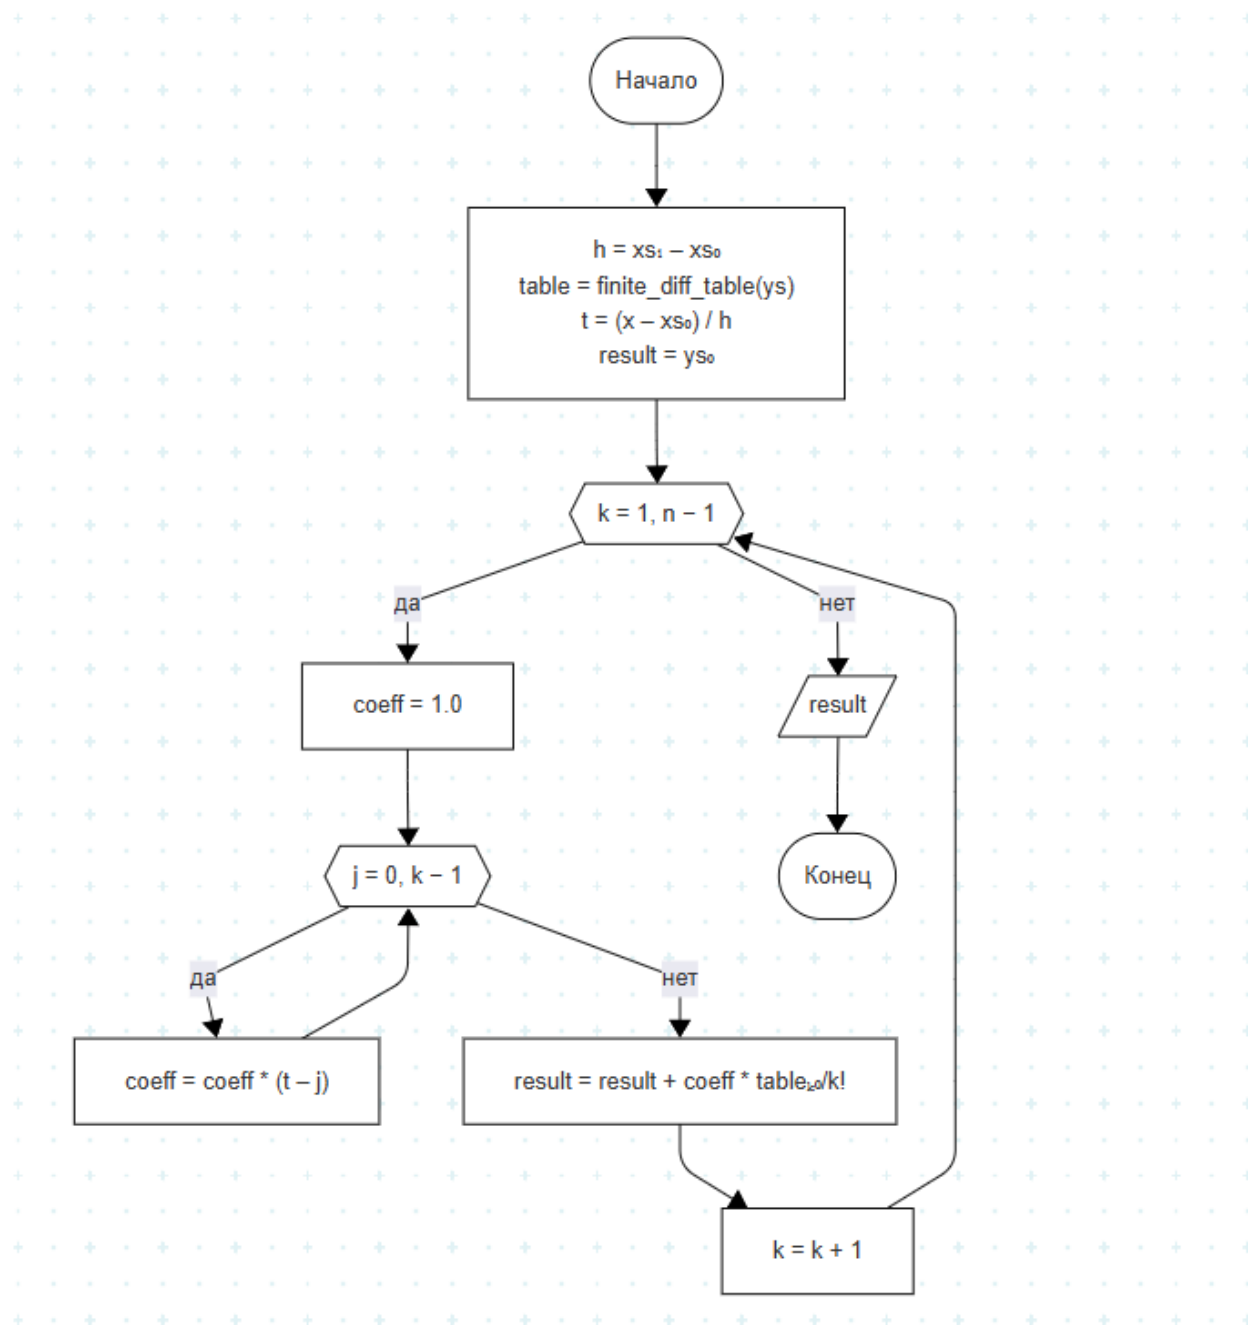 Начало
h = xs₁ – xs₀
table = finite_diff_table(ys)
t = (x – xs₀) / h
result = ys₀
k = 1, n − 1
да
нет
coeff = 1.0
result
j = 0, k − 1
Конец
да
нет
coeff = coeff * (t – j)
result = result + coeff * tableₖ₀/k!
k = k + 1